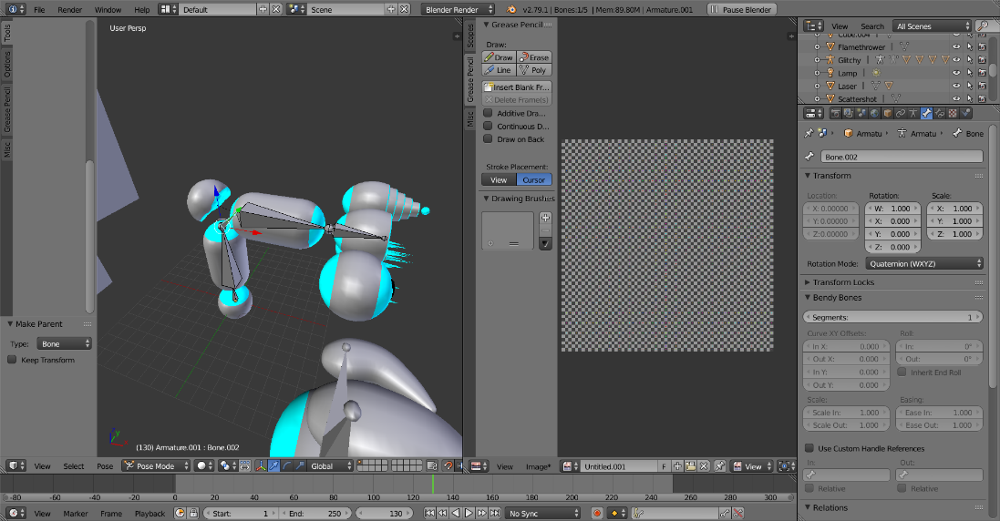 File Render Window Help Default Scene Blender Render v2.79.1 | Bones:1/5 | Mem:89.80M | Armature.001 Pause Blender
Tools
Options
Grease Pencil
Misc
Make Parent
Type: Bone
Keep Transform
User Persp
(130) Armature.001 : Bone.002
View Select Pose Pose Mode Global
Scopes
Grease Pencil
Misc
Grease Pencil
Draw:
Draw Erase
Line Poly
Insert Blank Fr...
Delete Frame(s)
Additive Dra...
Continuous D...
Draw on Back
Stroke Placement:
View Cursor
Drawing Brushes
View Image* Untitled.001 F View
View Search All Scenes
Cube.004
Flamethrower
Glitchy
Lamp
Laser
Scattershot
Armatu Armatu Bone
Bone.002
Transform
Location: Rotation: Scale:
X: 0.00000 W: 1.000 X: 1.000
Y: 0.00000 X: 0.000 Y: 1.000
Z:0.00000 Y: 0.000 Z: 1.000
Z: 0.000
Rotation Mode: Quaternion (WXYZ)
Transform Locks
Bendy Bones
Segments: 1
Curve XY Offsets: Roll:
In X: 0.000 In: 0°
Out X: 0.000 Out: 0°
In Y: 0.000 Inherit End Roll
Out Y: 0.000
Scale: Easing:
Scale In: 1.000 Ease In: 1.000
Scale Out: 1.000 Ease Out: 1.000
Use Custom Handle References
In: Out:
Relative Relative
Relations
-80 -60 -40 -20 0 20 40 60 80 100 120 140 160 180 200 220 240 260 280 300
View Marker Frame Playback Start: 1 End: 250 130 No Sync